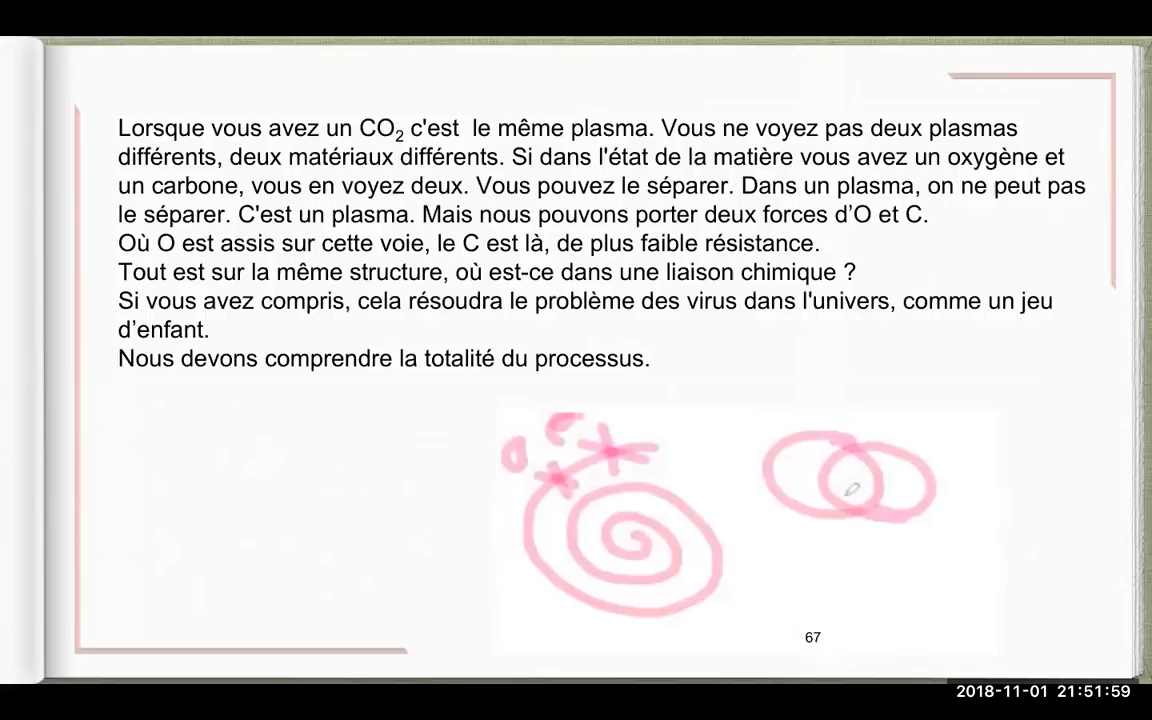 Lorsque vous avez un CO₂ c'est  le même plasma. Vous ne voyez pas deux plasmas
différents, deux matériaux différents. Si dans l'état de la matière vous avez un oxygène et
un carbone, vous en voyez deux. Vous pouvez le séparer. Dans un plasma, on ne peut pas
le séparer. C'est un plasma. Mais nous pouvons porter deux forces d’O et C.
Où O est assis sur cette voie, le C est là, de plus faible résistance.
Tout est sur la même structure, où est-ce dans une liaison chimique ?
Si vous avez compris, cela résoudra le problème des virus dans l'univers, comme un jeu
d’enfant.
Nous devons comprendre la totalité du processus.
C
O
67
2018-11-01 21:51:59